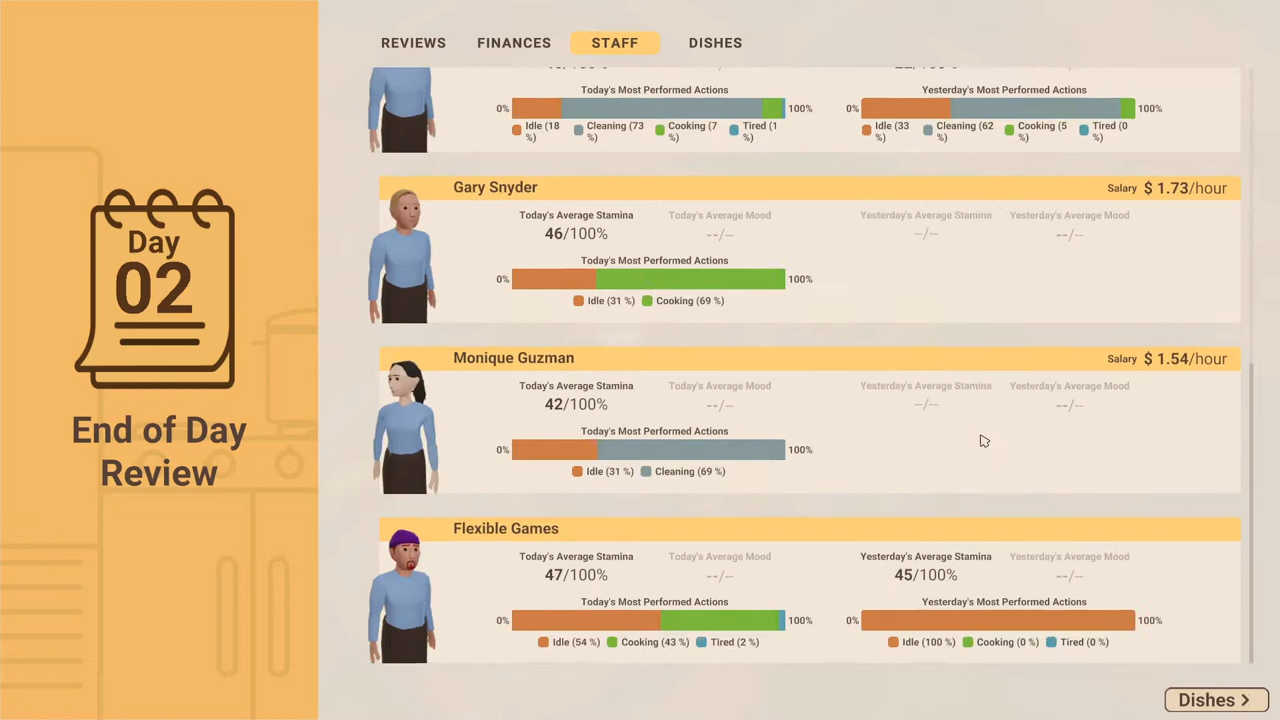 REVIEWS FINANCES STAFF DISHES
Today's Most Performed Actions Yesterday's Most Performed Actions
0% 100% 0% 100%
Idle (18 %) Cleaning (73 %) Cooking (7 %) Tired (1 %) Idle (33 %) Cleaning (62 %) Cooking (5 %) Tired (0 %)
Gary Snyder Salary $ 1.73/hour
Today's Average Stamina Today's Average Mood Yesterday's Average Stamina Yesterday's Average Mood
46/100% --/-- --/-- --/--
Today's Most Performed Actions
0% 100%
Idle (31 %) Cooking (69 %)
Day
02
End of Day
Review
Monique Guzman Salary $ 1.54/hour
Today's Average Stamina Today's Average Mood Yesterday's Average Stamina Yesterday's Average Mood
42/100% --/-- --/-- --/--
Today's Most Performed Actions
0% 100%
Idle (31 %) Cleaning (69 %)
Flexible Games
Today's Average Stamina Today's Average Mood Yesterday's Average Stamina Yesterday's Average Mood
47/100% --/-- 45/100% --/--
Today's Most Performed Actions Yesterday's Most Performed Actions
0% 100% 0% 100%
Idle (54 %) Cooking (43 %) Tired (2 %) Idle (100 %) Cooking (0 %) Tired (0 %)
Dishes >